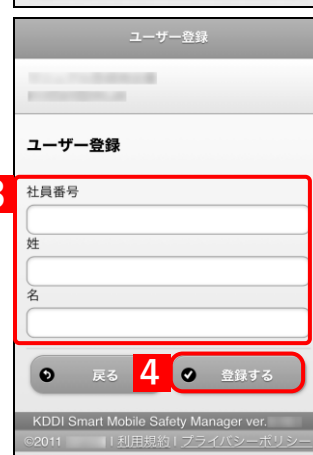 ユーザー登録
ユーザー登録
3
社員番号
姓
名
戻る
4
登録する
KDDI Smart Mobile Safety Manager ver.
©2011 | 利用規約 | プライバシーポリシー